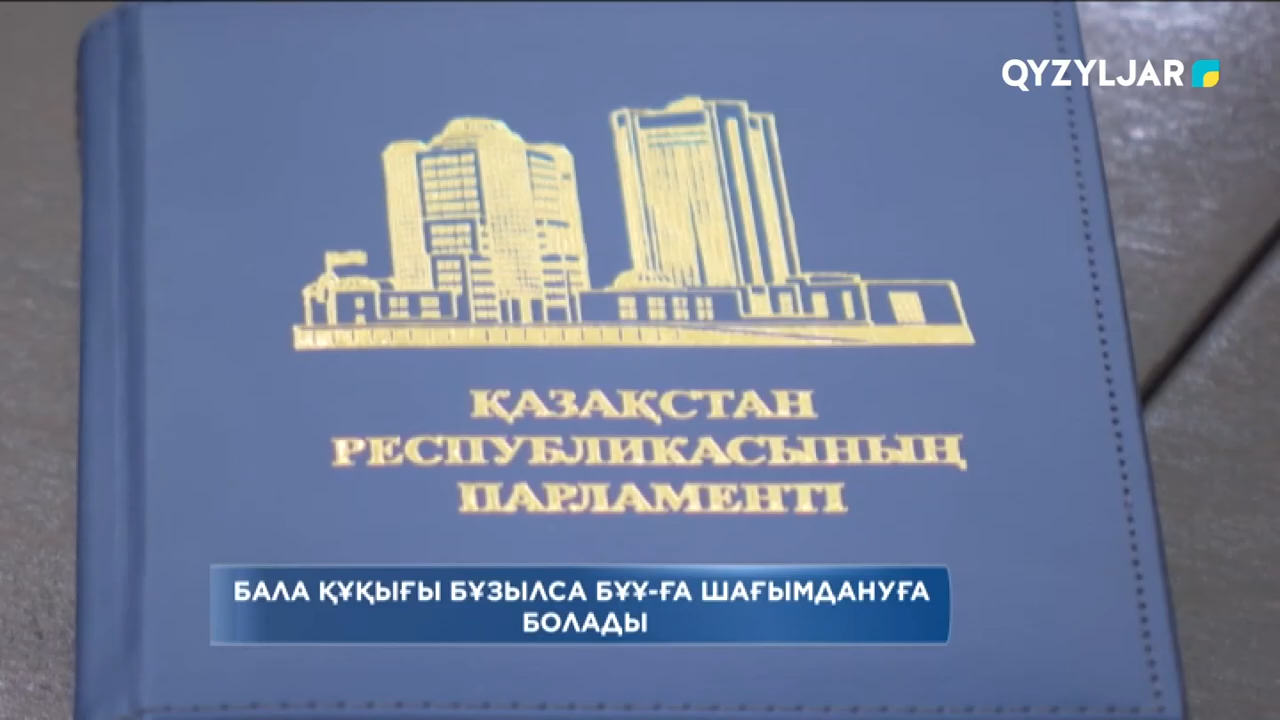 QYZYLJAR
ҚАЗАҚСТАН
РЕСПУБЛИКАСЫНЫҢ
ПАРЛАМЕНТІ
БАЛА ҚҰҚЫҒЫ БҰЗЫЛСА БҰҰ-ҒА ШАҒЫМДАНУҒА
БОЛАДЫ